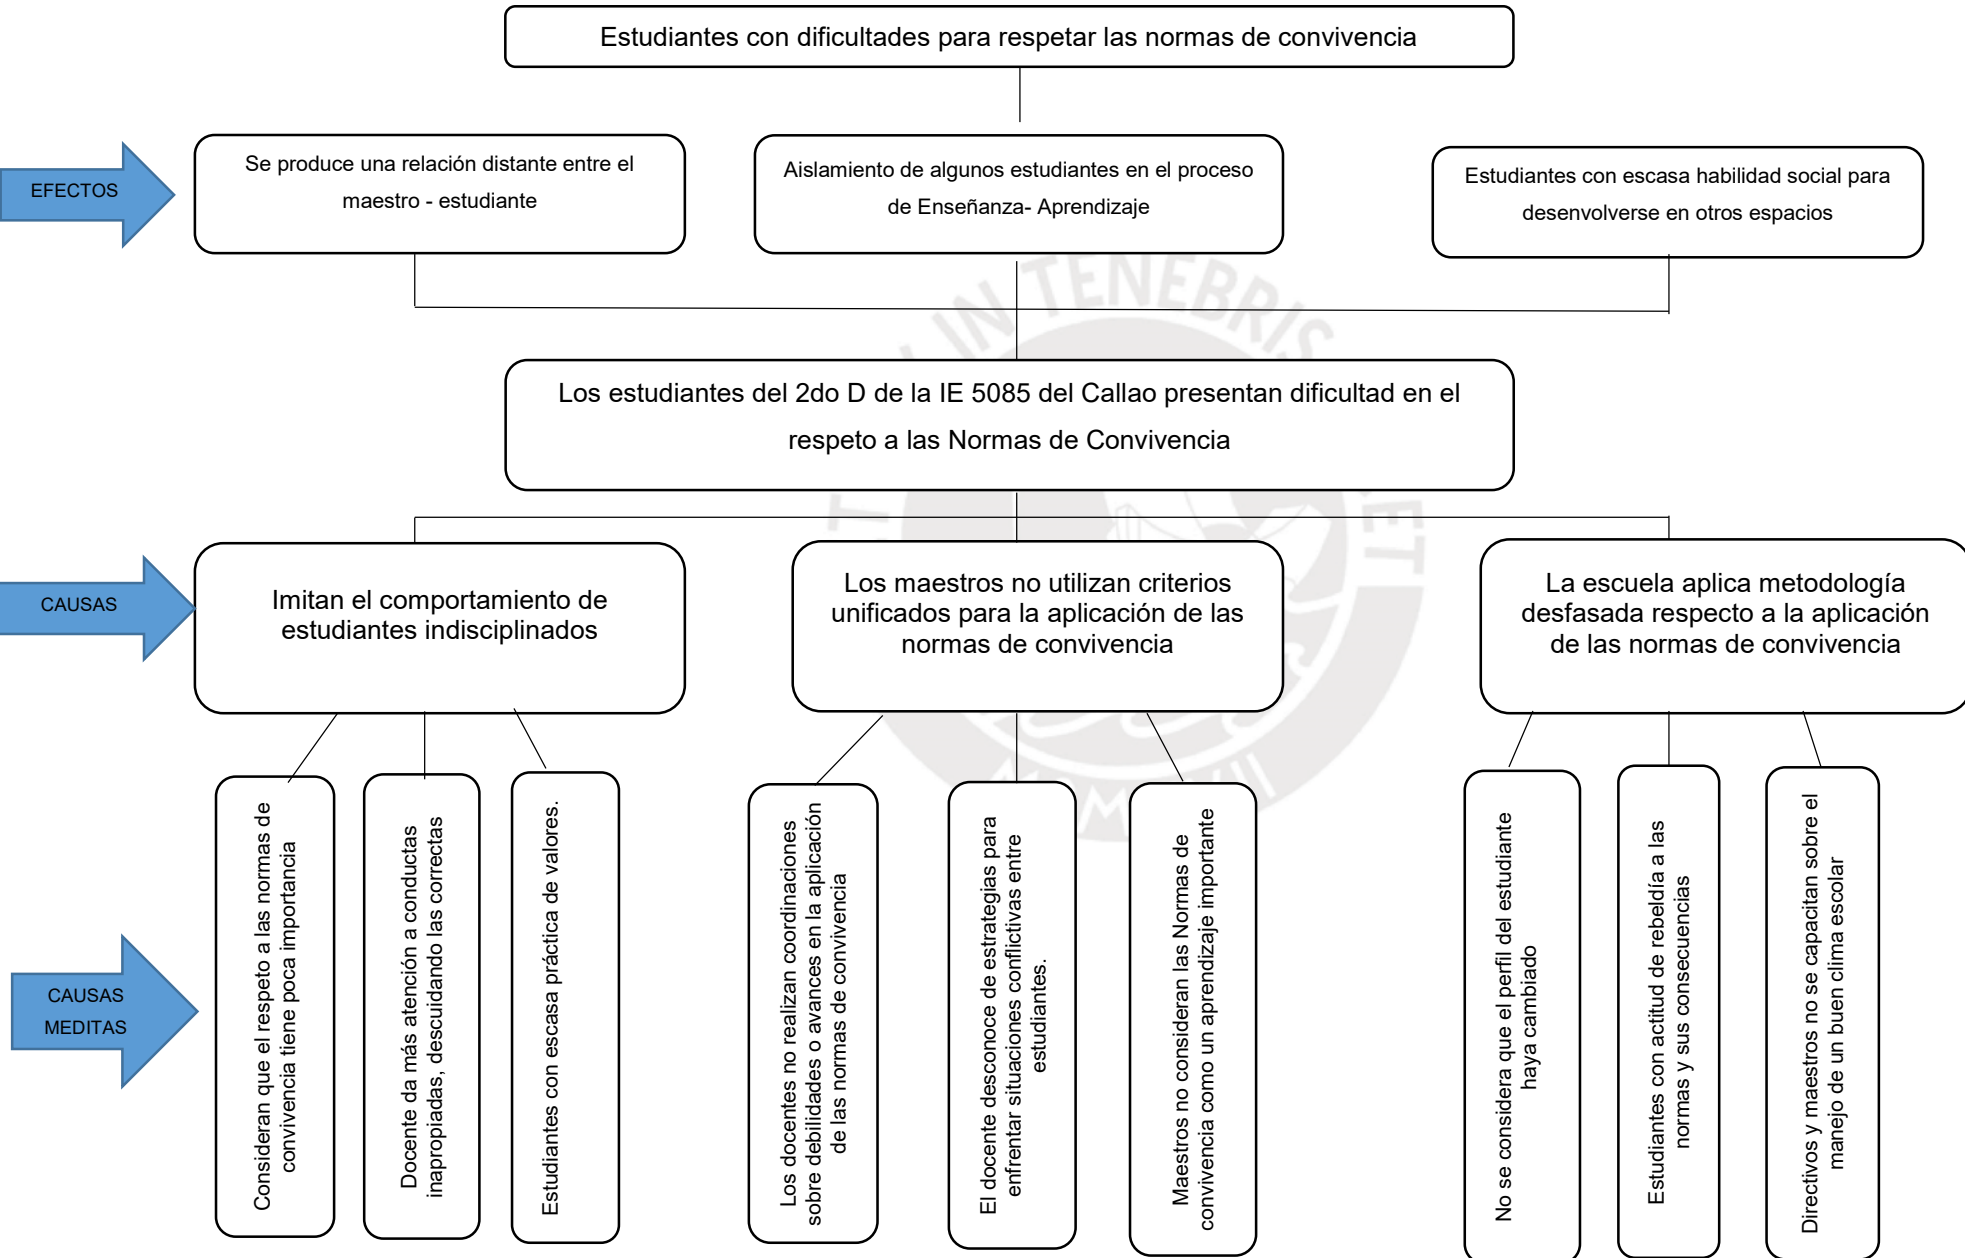 Estudiantes con dificultades para respetar las normas de convivencia
EFECTOS
Se produce una relación distante entre el
maestro - estudiante
Aislamiento de algunos estudiantes en el proceso
de Enseñanza- Aprendizaje
Estudiantes con escasa habilidad social para
desenvolverse en otros espacios
IN TENEBRIS
Los estudiantes del 2do D de la IE 5085 del Callao presentan dificultad en el
respeto a las Normas de Convivencia
CAUSAS
Imitan el comportamiento de
estudiantes indisciplinados
Los maestros no utilizan criterios
unificados para la aplicación de las
normas de convivencia
La escuela aplica metodología
desfasada respecto a la aplicación
de las normas de convivencia
CAUSAS
MEDITAS
Consideran que el respeto a las normas de
convivencia tiene poca importancia
Docente da más atención a conductas
inapropiadas, descuidando las correctas
Estudiantes con escasa práctica de valores.
Los docentes no realizan coordinaciones
sobre debilidades o avances en la aplicación
de las normas de convivencia
El docente desconoce de estrategias para
enfrentar situaciones conflictivas entre
estudiantes.
Maestros no consideran las Normas de
convivencia como un aprendizaje importante
No se considera que el perfil del estudiante
haya cambiado
Estudiantes con actitud de rebeldía a las
normas y sus consecuencias
Directivos y maestros no se capacitan sobre el
manejo de un buen clima escolar